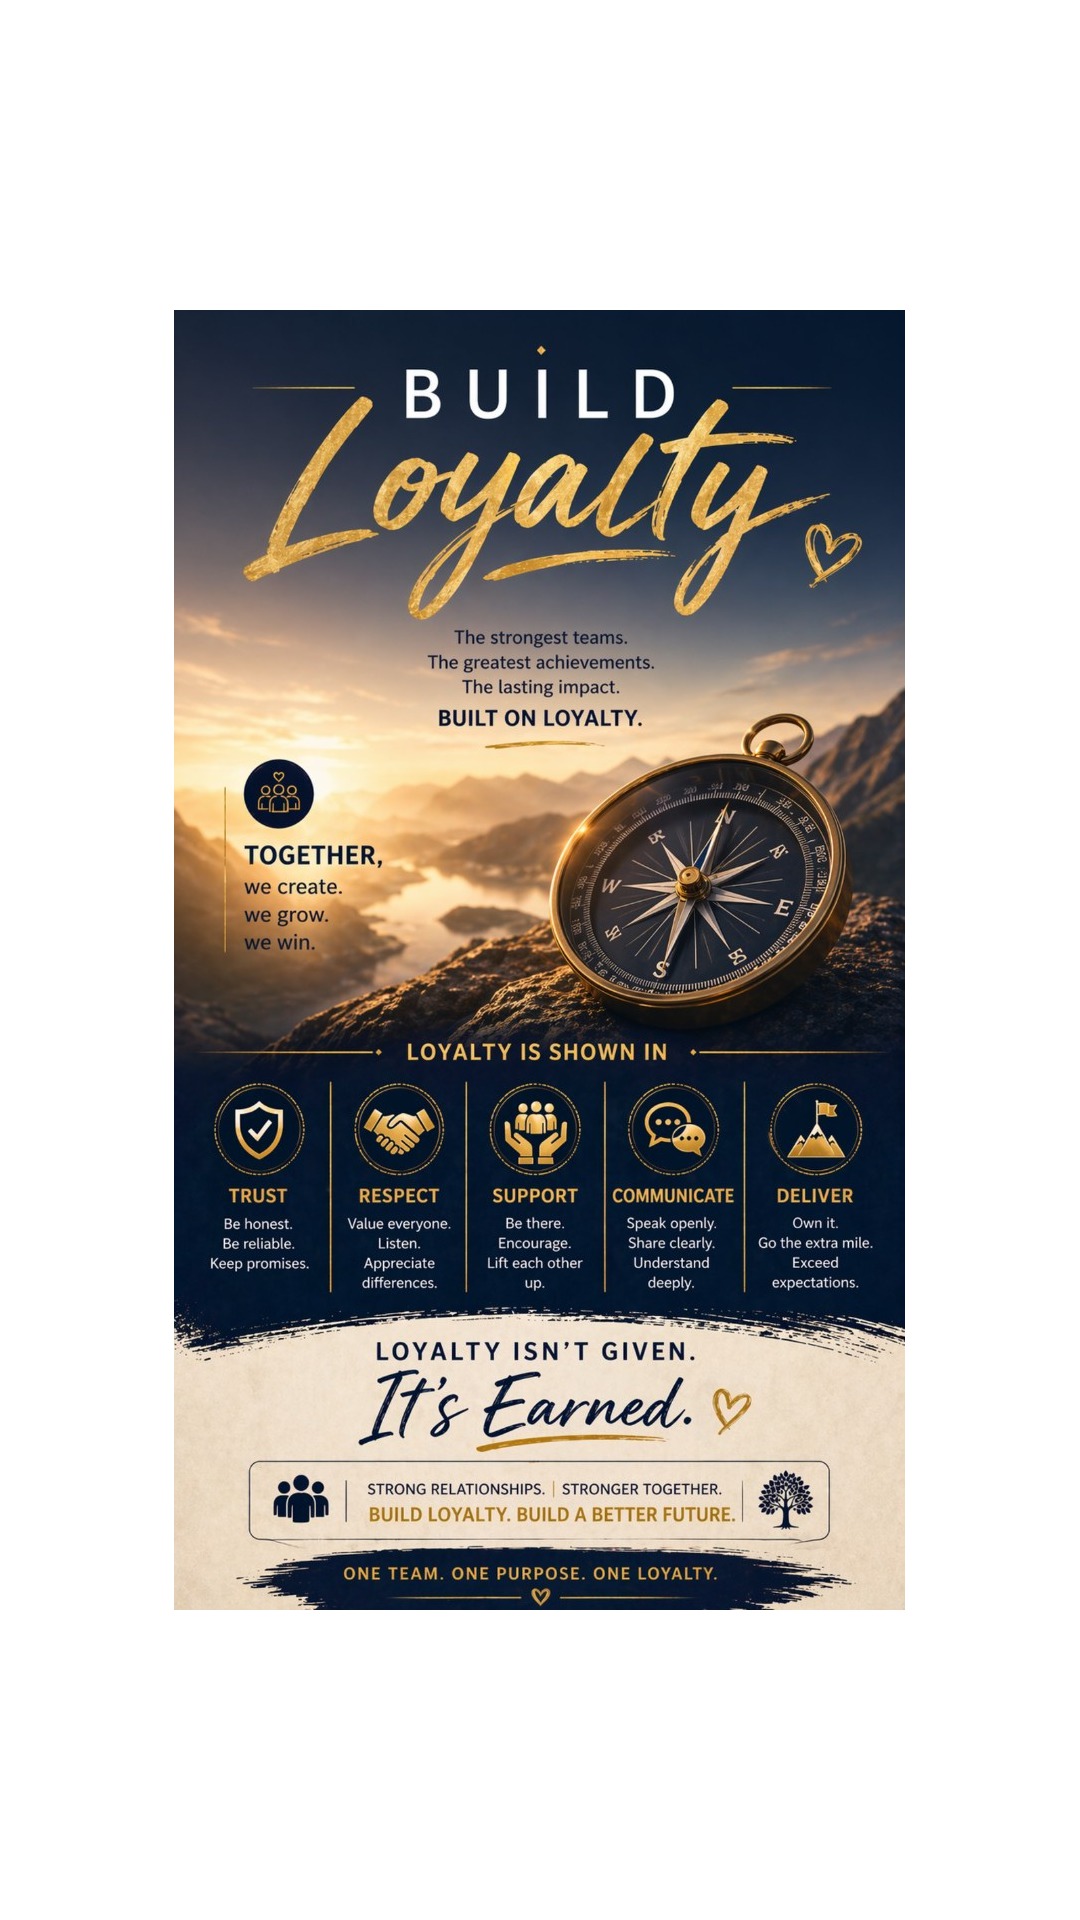 BUILD
Loyalty
The strongest teams.
The greatest achievements.
The lasting impact.
BUILT ON LOYALTY.
TOGETHER,
we create.
we grow.
we win.
N
E
S
W
LOYALTY IS SHOWN IN
TRUST
Be honest.
Be reliable.
Keep promises.
RESPECT
Value everyone.
Listen.
Appreciate
differences.
SUPPORT
Be there.
Encourage.
Lift each other
up.
COMMUNICATE
Speak openly.
Share clearly.
Understand
deeply.
DELIVER
Own it.
Go the extra mile.
Exceed
expectations.
LOYALTY ISN'T GIVEN.
It's Earned.
STRONG RELATIONSHIPS. | STRONGER TOGETHER.
BUILD LOYALTY. BUILD A BETTER FUTURE.
ONE TEAM. ONE PURPOSE. ONE LOYALTY.